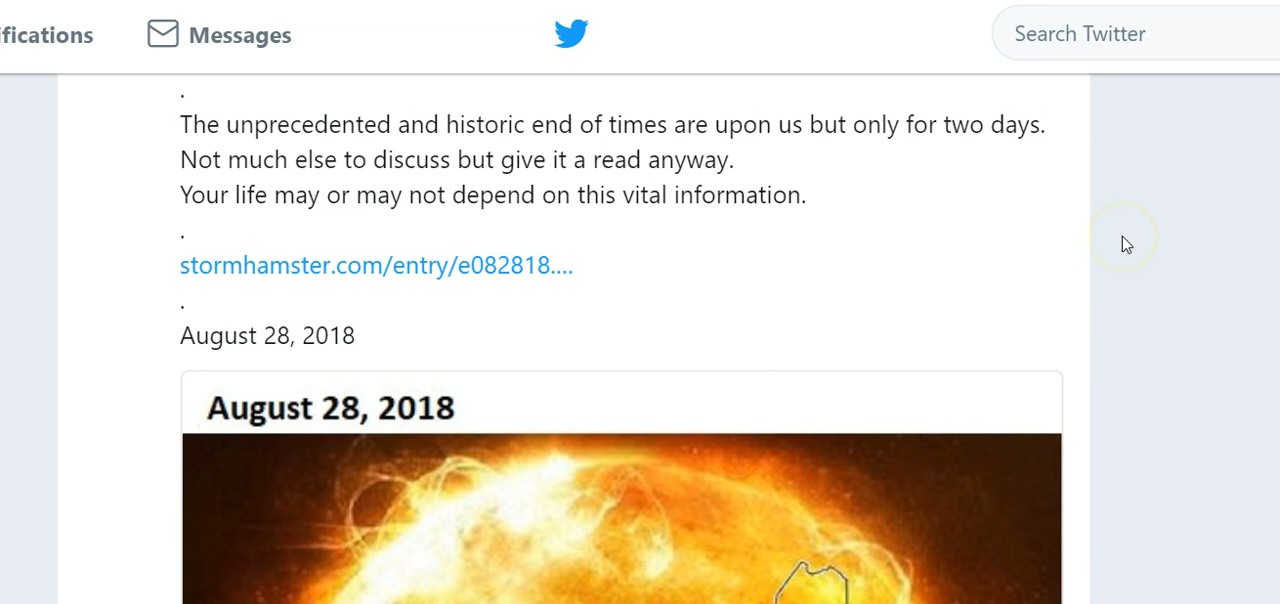 ifications
Messages
Search Twitter
.
The unprecedented and historic end of times are upon us but only for two days.
Not much else to discuss but give it a read anyway.
Your life may or may not depend on this vital information.
.
stormhamster.com/entry/e082818....
.
August 28, 2018
August 28, 2018